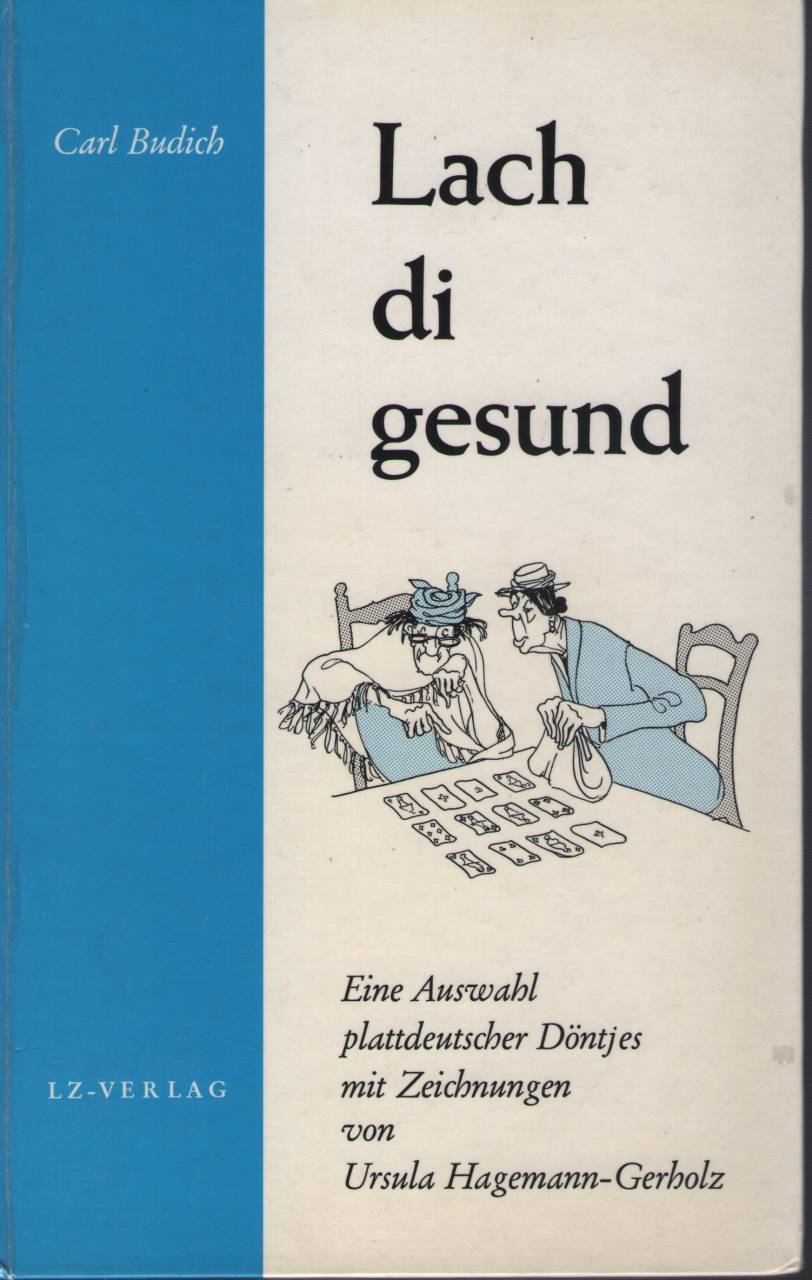 Carl Budich
Lach
di
gesund
Eine Auswahl
plattdeutscher Döntjes
mit Zeichnungen
von
Ursula Hagemann-Gerholz
LZ-VERLAG